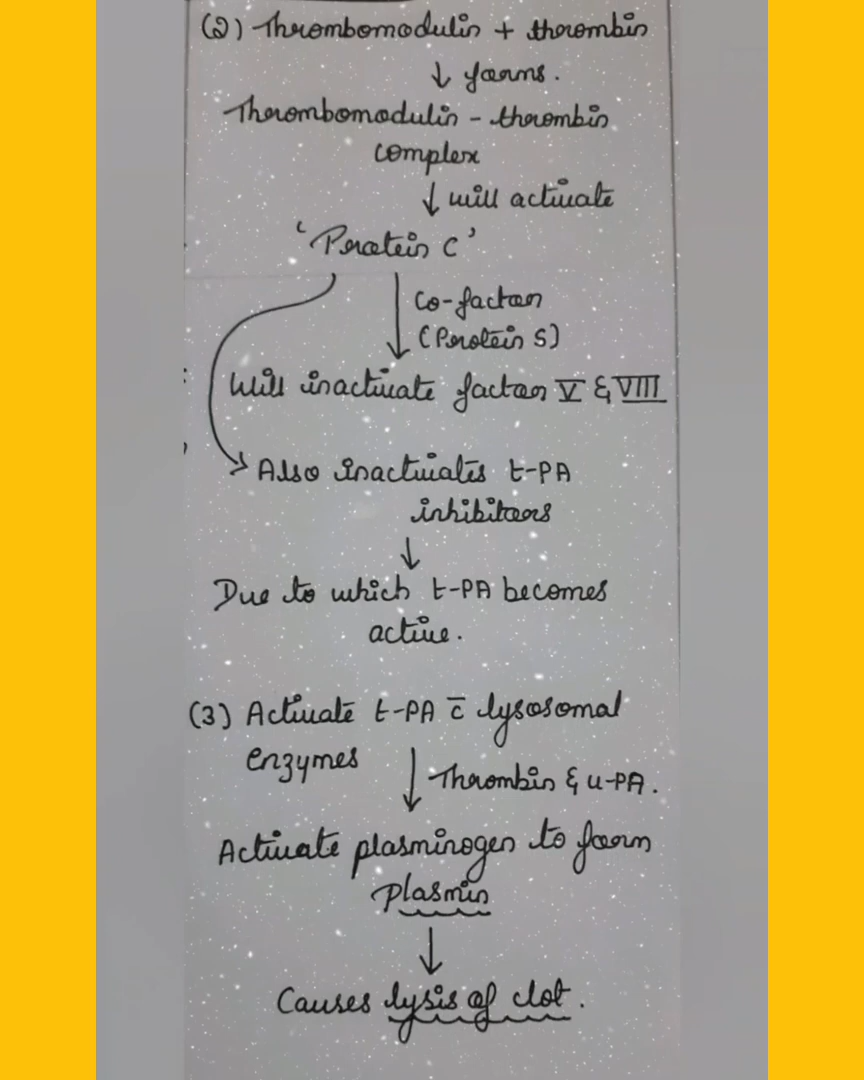 (2) Thrombomodulin + thrombin
↓ forms.
Thrombomodulin - thrombin
complex
↓ will activate
'Protein C'
Co-factor
(Protein S)
Will inactivate factor V & VIII
Also inactivates t-PA
inhibitors
↓
Due to which t-PA becomes
active.
(3) Activate t-PA c̄ lysosomal
enzymes
↓ Thrombin & u-PA.
Activate plasminogen to form
plasmin
↓
Causes lysis of clot.